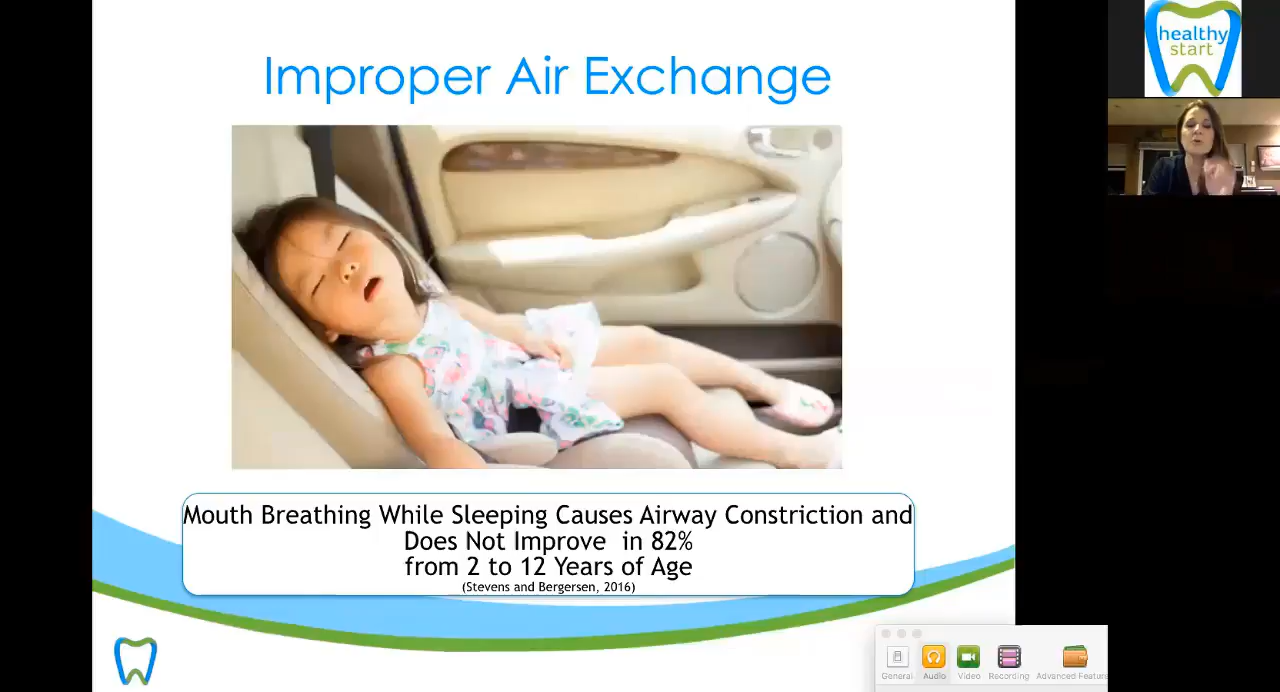 Improper Air Exchange
healthy
start
Mouth Breathing While Sleeping Causes Airway Constriction and
Does Not Improve in 82%
from 2 to 12 Years of Age
(Stevens and Bergersen, 2016)
General Audio Video Recording Advanced Feature